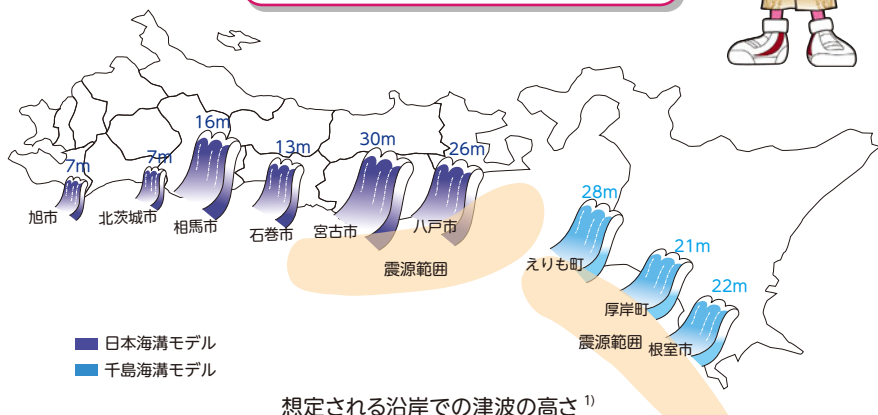 16m
7m
7m
13m
30m
26m
28m
21m
22m
旭市
北茨城市
相馬市
石巻市
宮古市
八戸市
えりも町
厚岸町
根室市
震源範囲
震源範囲
日本海溝モデル
千島海溝モデル
想定される沿岸での津波の高さ 1)